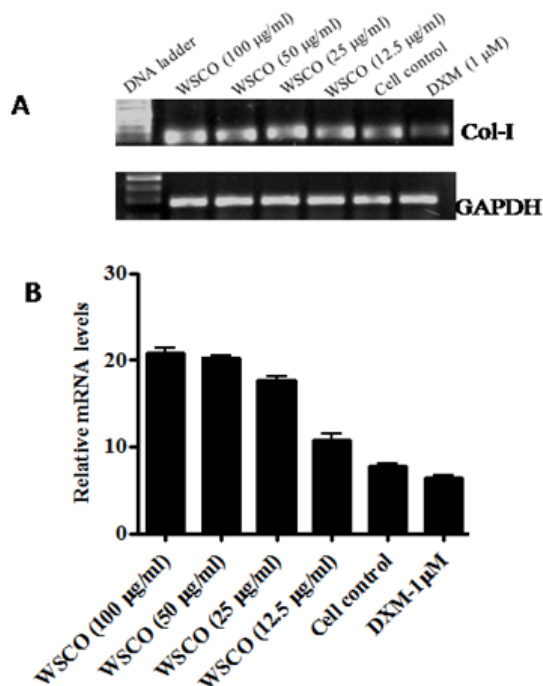 A
DNA ladder
WSCO (100 µg/ml)
WSCO (50 µg/ml)
WSCO (25 µg/ml)
WSCO (12.5 µg/ml)
Cell control
DXM (1 µM)
Col-I
GAPDH
B
Relative mRNA levels
30
20
10
0
WSCO (100 µg/ml)
WSCO (50 µg/ml)
WSCO (25 µg/ml)
WSCO (12.5 µg/ml)
Cell control
DXM-1µM